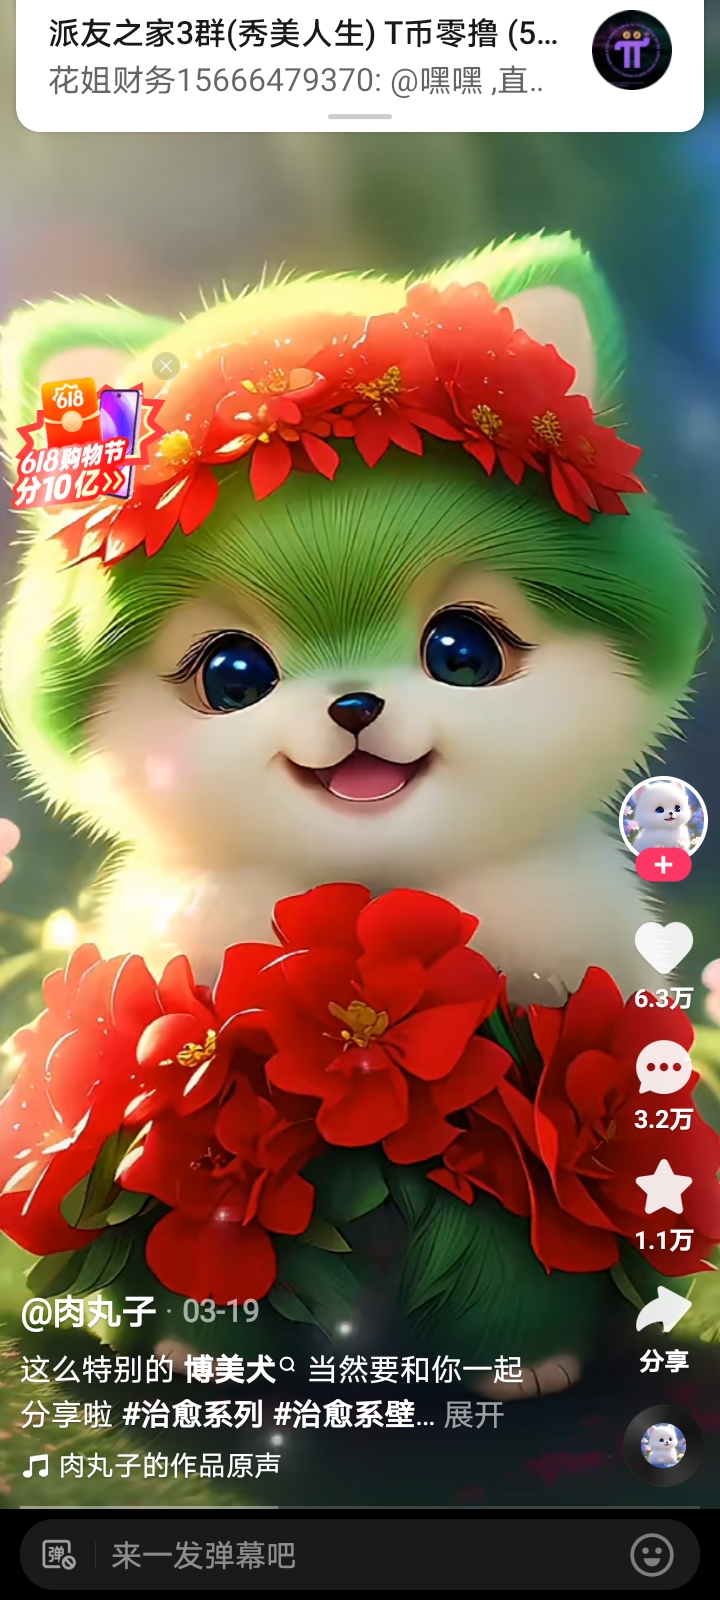 派友之家3群(秀美人生) T币零撸 (5...
花姐财务15666479370: @嘿嘿 ,直..
618
618购物节
分10亿>>
6.3万
3.2万
1.1万
分享
@肉丸子 · 03-19
这么特别的 博美犬 当然要和你一起
分享啦 #治愈系列 #治愈系壁... 展开
肉丸子的作品原声
弹
来一发弹幕吧